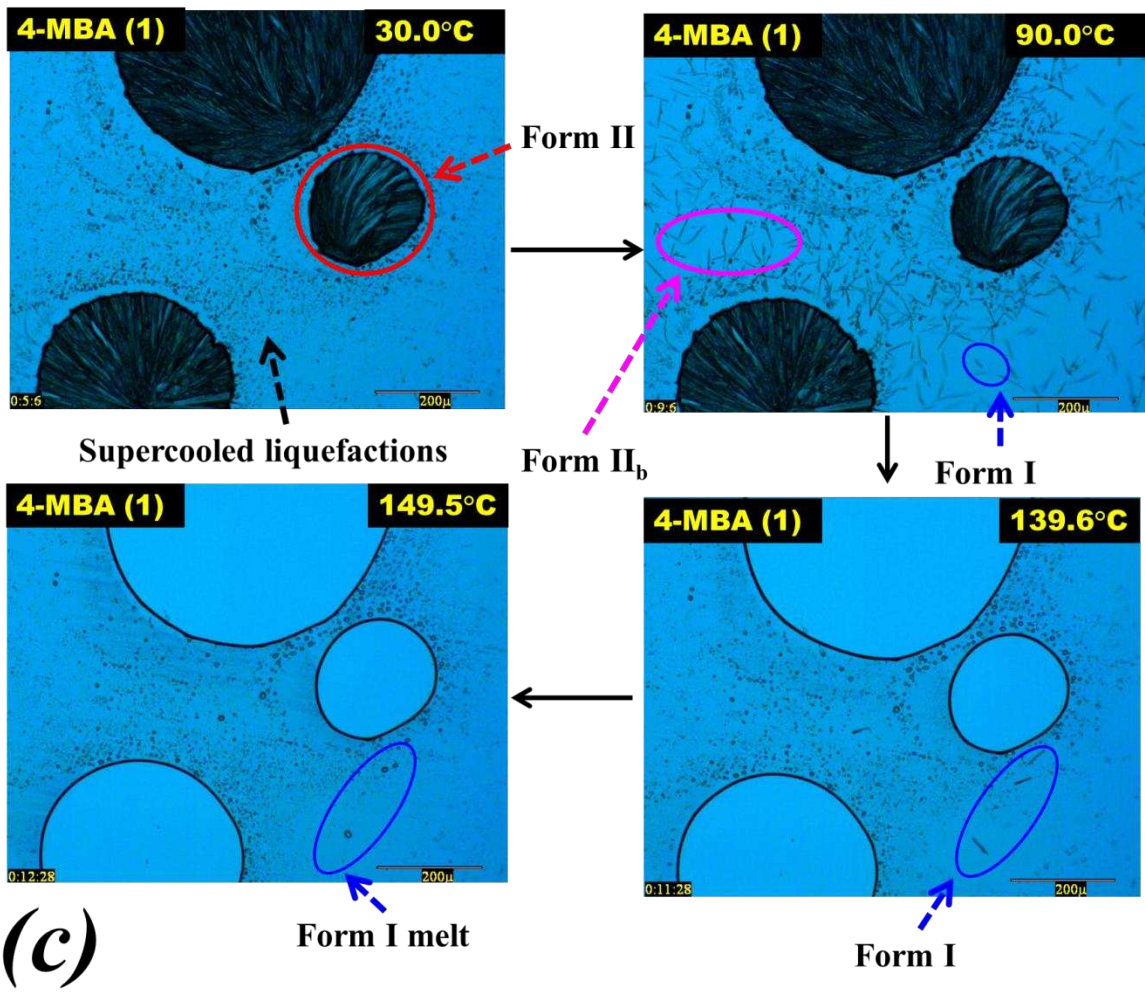 4-MBA (1) 30.0°C
0:5:6
200μ
4-MBA (1) 90.0°C
0:9:6
200μ
Form II
Supercooled liquefactions
Form IIb
Form I
4-MBA (1) 149.5°C
0:12:28
200μ
4-MBA (1) 139.6°C
0:11:28
200μ
Form I melt
Form I
(c)